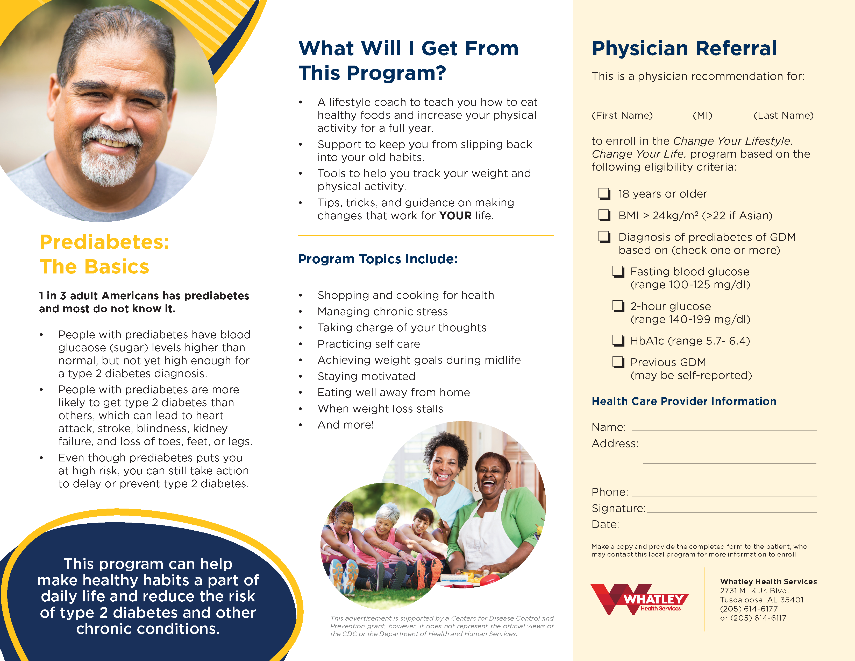 Prediabetes:
The Basics
1 in 3 adult Americans has prediabetes
and most do not know it.
• People with prediabetes have blood
glucaose (sugar) levels higher than
normal, but not yet high enough for
a type 2 diabetes diagnosis.
• People with prediabetes are more
likely to get type 2 diabetes than
others, which can lead to heart
attack, stroke, blindness, kidney
failure, and loss of toes, feet, or legs.
• Even though prediabetes puts you
at high risk, you can still take action
to delay or prevent type 2 diabetes.
This program can help
make healthy habits a part of
daily life and reduce the risk
of type 2 diabetes and other
chronic conditions.
What Will I Get From
This Program?
• A lifestyle coach to teach you how to eat
healthy foods and increase your physical
activity for a full year.
• Support to keep you from slipping back
into your old habits.
• Tools to help you track your weight and
physical activity.
• Tips, tricks, and guidance on making
changes that work for YOUR life.
Program Topics Include:
• Shopping and cooking for health
• Managing chronic stress
• Taking charge of your thoughts
• Practicing self care
• Achieving weight goals during midlife
• Staying motivated
• Eating well away from home
• When weight loss stalls
• And more!
This advertisement is supported by a Centers for Disease Control and
Prevention grant, however, it does not represent the official views of
the CDC or the Department of Health and Human Services.
Physician Referral
This is a physician recommendation for:
(First Name) (MI) (Last Name)
to enroll in the Change Your Lifestyle.
Change Your Life. program based on the
following eligibility criteria:
18 years or older
BMI > 24kg/m² (>22 if Asian)
Diagnosis of prediabetes of GDM
based on (check one or more)
Fasting blood glucose
(range 100-125 mg/dl)
2-hour glucose
(range 140-199 mg/dl)
HbA1c (range 5.7- 6.4)
Previous GDM
(may be self-reported)
Health Care Provider Information
Name:
Address:
Phone:
Signature:
Date:
Make a copy and provide the completed form to the patient, who
may contact this local program for more information to enroll
WHATLEY
Health Services
Whatley Health Services
2731 M. L. K. Jr. Blvd
Tuscaloosa, AL 35401
(205) 614-6177
or (205) 614-6117